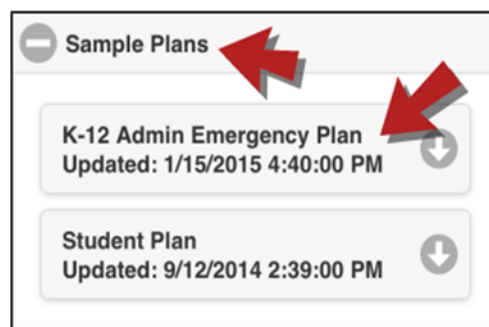 Sample Plans
K-12 Admin Emergency Plan
Updated: 1/15/2015 4:40:00 PM
Student Plan
Updated: 9/12/2014 2:39:00 PM